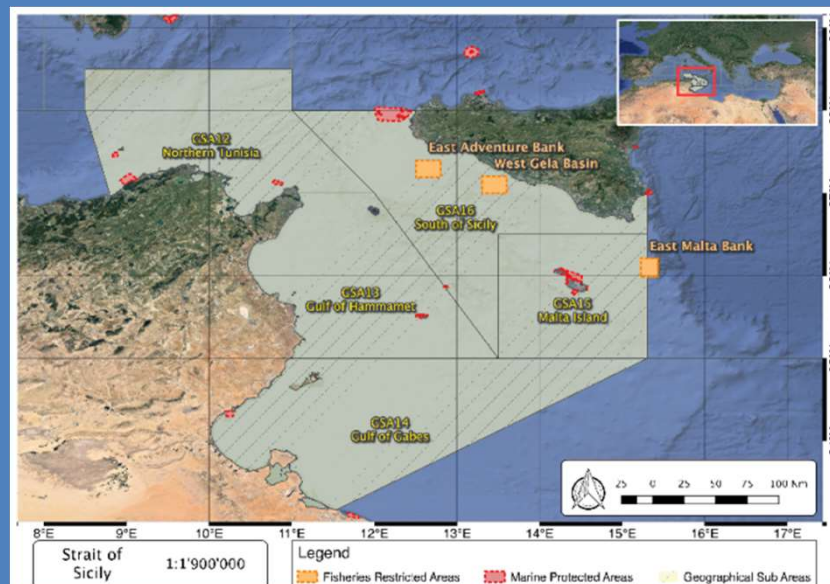 GSA12
Northern Tunisia
East Adventure Bank
West Gela Basin
GSA16
South of Sicily
East Malta Bank
GSA13
Gulf of Hammamet
GSA15
Malta Island
GSA14
Gulf of Gabes
25 0 25 50 75 100 Km
8°E 9°E 10°E 11°E 12°E 13°E 14°E 15°E 16°E 17°E
Strait of
Sicily
1:1'900'000
Legend
Fisheries Restricted Areas
Marine Protected Areas
Geographical Sub Areas